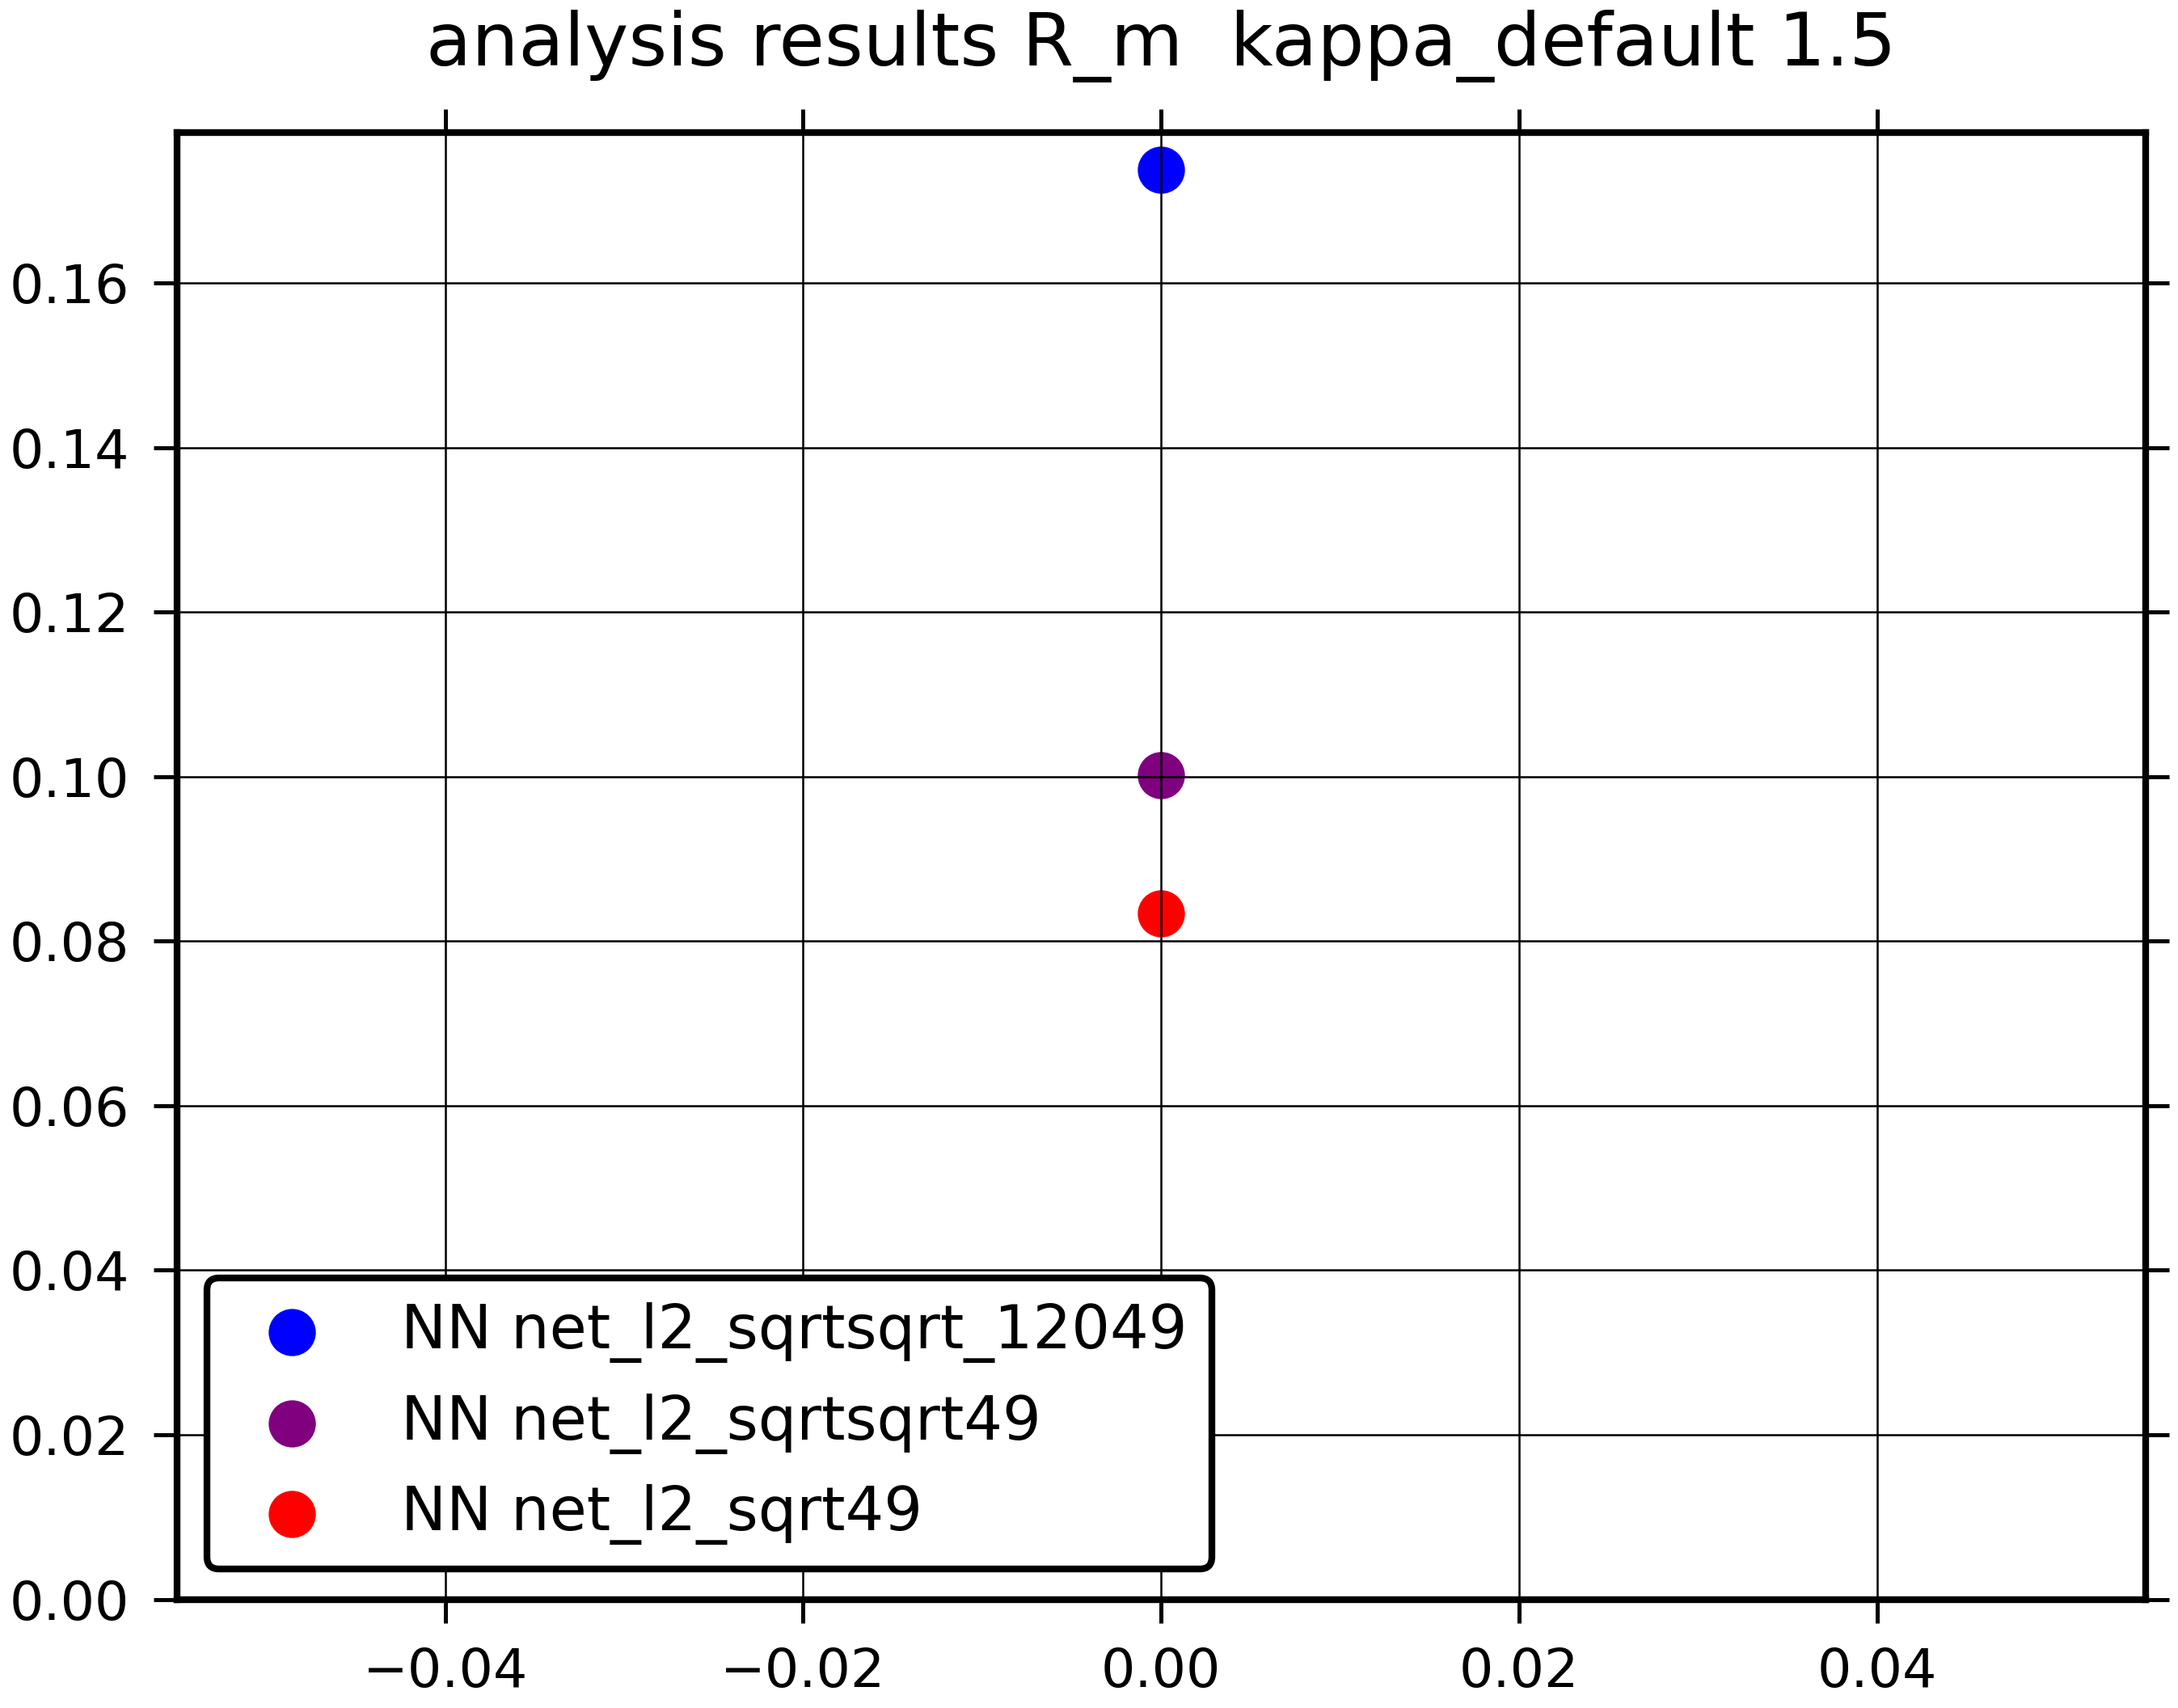 analysis results R_m  kappa_default 1.5
0.16
0.14
0.12
0.10
0.08
0.06
0.04
0.02
0.00
NN net_l2_sqrtsqrt_12049
NN net_l2_sqrtsqrt49
NN net_l2_sqrt49
−0.04 −0.02 0.00 0.02 0.04